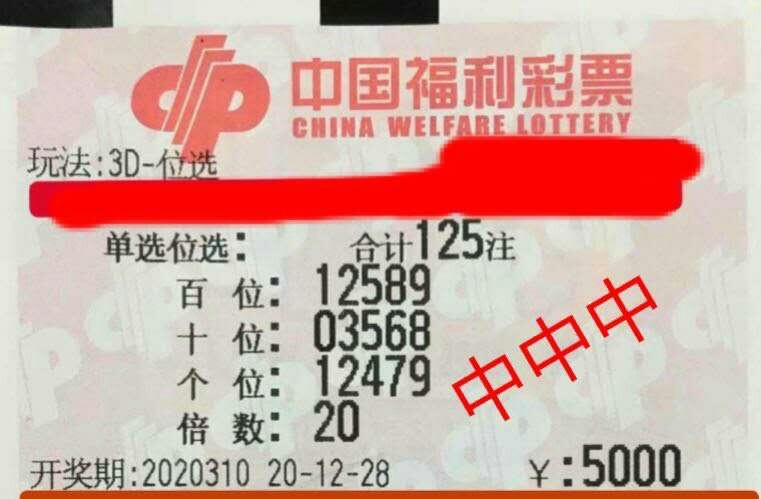 中国福利彩票
CHINA WELFARE LOTTERY
玩法:3D-位选
单选位选: 合计125注
百 位: 12589
十 位: 03568
个 位: 12479
倍 数: 20
中中中
开奖期:2020310 20-12-28 ¥:5000